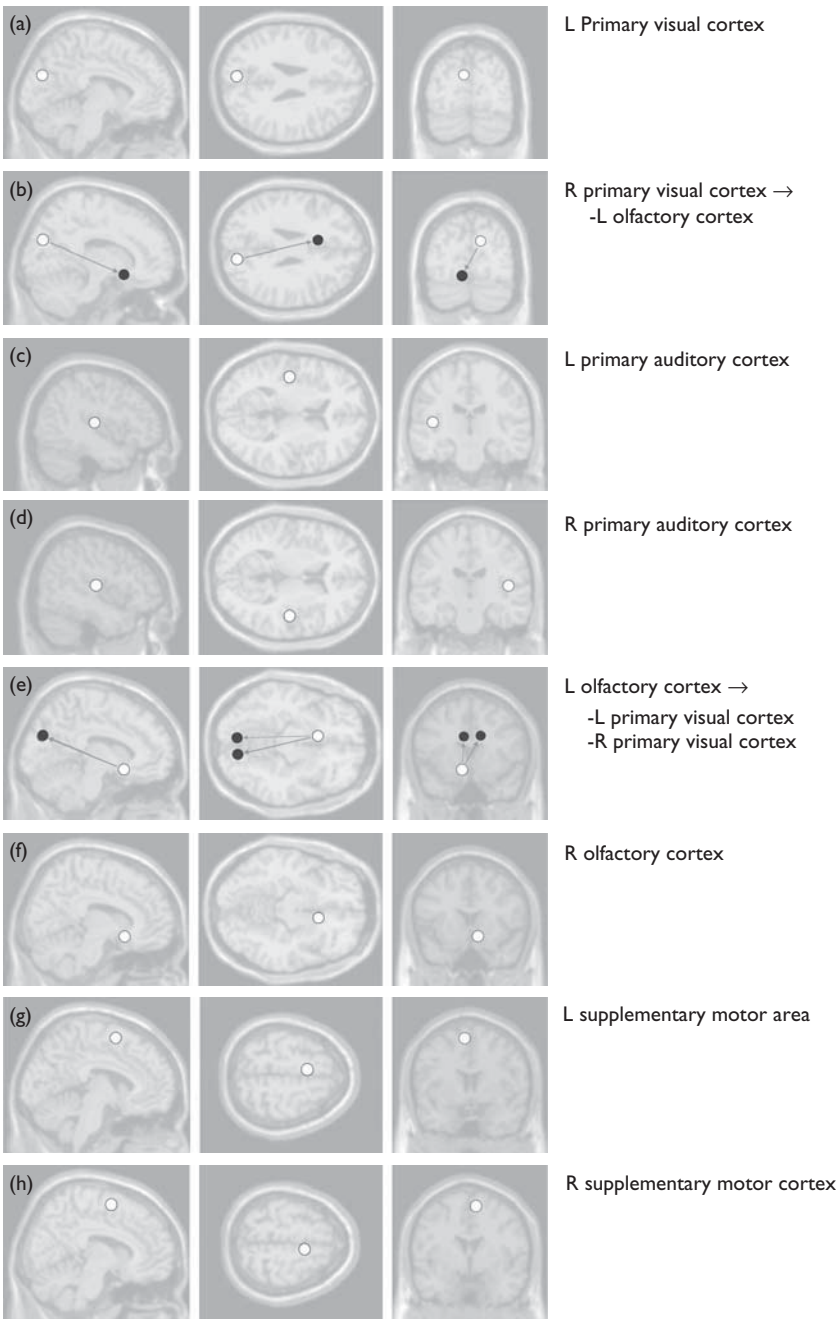 (a)
L Primary visual cortex
(b)
R primary visual cortex →
-L olfactory cortex
(c)
L primary auditory cortex
(d)
R primary auditory cortex
(e)
L olfactory cortex →
-L primary visual cortex
-R primary visual cortex
(f)
R olfactory cortex
(g)
L supplementary motor area
(h)
R supplementary motor cortex